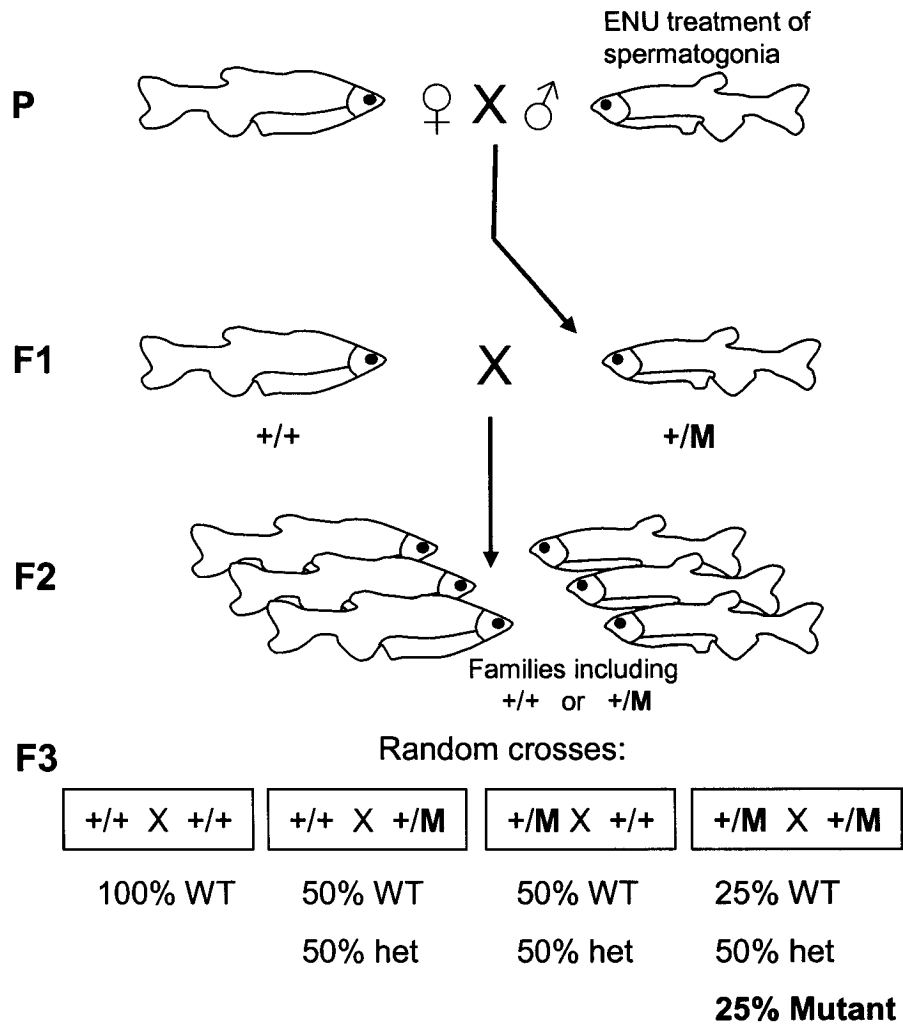 ENU treatment of
spermatogonia
P
♀ X ♂
F1
X
+/+
+/M
F2
Families including
+/+ or +/M
F3
Random crosses:
+/+ X +/+
+/+ X +/M
+/M X +/+
+/M X +/M
100% WT
50% WT
50% WT
25% WT
50% het
50% het
50% het
25% Mutant